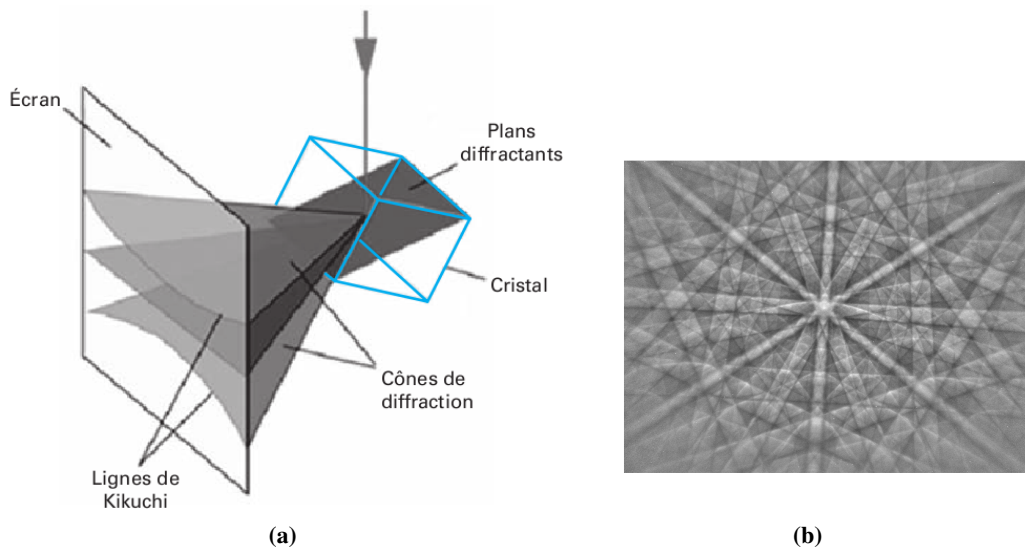 Écran
Plans
diffractants
Cristal
Cônes de
diffraction
Lignes de
Kikuchi
(a)
(b)